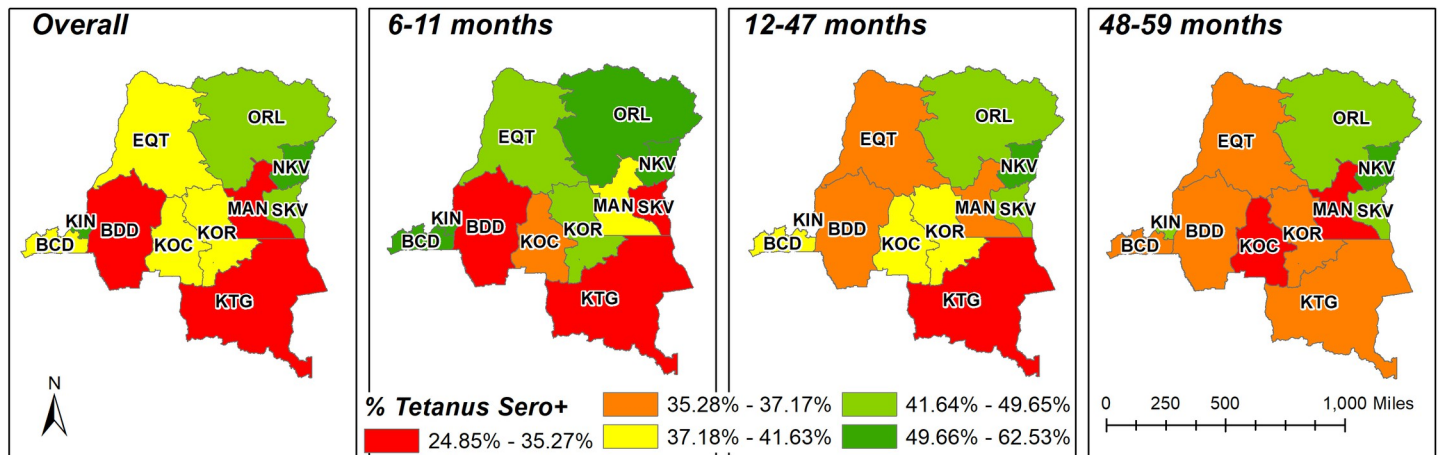 Overall
EQT
ORL
NKV
MAN
SKV
KIN
BCD
BDD
KOC
KOR
KTG
N
6-11 months
EQT
ORL
NKV
MAN
SKV
KIN
BCD
BDD
KOC
KOR
KTG
12-47 months
EQT
ORL
NKV
MAN
SKV
KIN
BCD
BDD
KOC
KOR
KTG
48-59 months
EQT
ORL
NKV
MAN
SKV
KIN
BCD
BDD
KOC
KOR
KTG
% Tetanus Sero+
24.85% - 35.27%
35.28% - 37.17%
37.18% - 41.63%
41.64% - 49.65%
49.66% - 62.53%
0 250 500 1,000 Miles